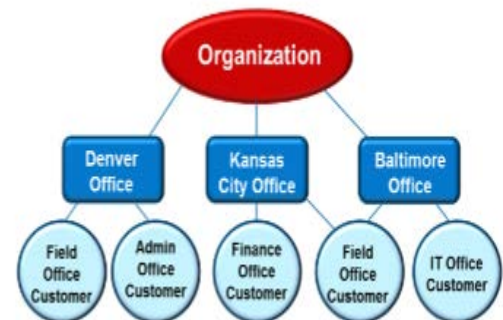 Organization
Denver
Office
Kansas
City Office
Baltimore
Office
Field
Office
Customer
Admin
Office
Customer
Finance
Office
Customer
Field
Office
Customer
IT Office
Customer